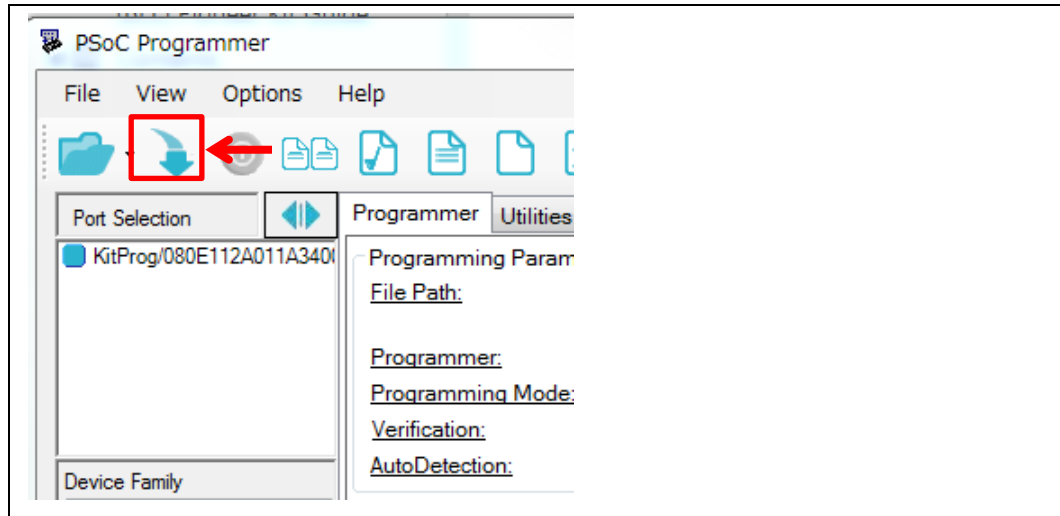 PSoC Programmer
File View Options Help
Port Selection
Programmer Utilities
KitProg/080E112A011A340
Programming Param
File Path:
Programmer:
Programming Mode:
Verification:
AutoDetection:
Device Family